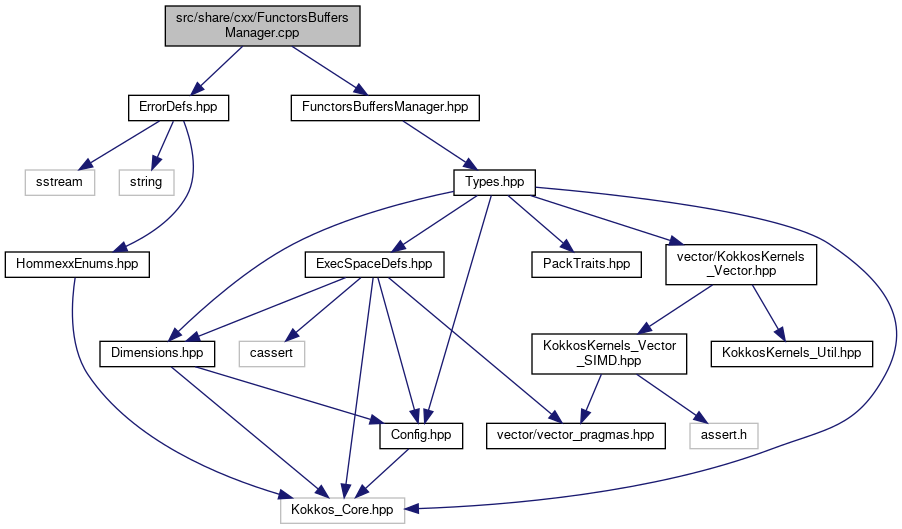 src/share/cxx/FunctorsBuffers
Manager.cpp
ErrorDefs.hpp
FunctorsBuffersManager.hpp
sstream
string
Types.hpp
HommexxEnums.hpp
ExecSpaceDefs.hpp
PackTraits.hpp
vector/KokkosKernels
_Vector.hpp
Dimensions.hpp
cassert
KokkosKernels_Vector
_SIMD.hpp
KokkosKernels_Util.hpp
Config.hpp
vector/vector_pragmas.hpp
assert.h
Kokkos_Core.hpp